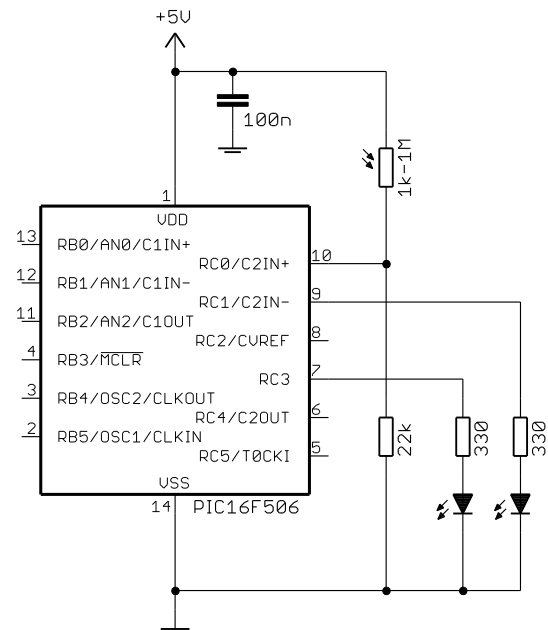 +5V
100n
1k-1M
1
VDD
13
RB0/AN0/C1IN+
RC0/C2IN+
10
12
RB1/AN1/C1IN-
RC1/C2IN-
9
11
RB2/AN2/C1OUT
RC2/CVREF
8
4
RB3/MCLR
RC3
7
3
RB4/OSC2/CLKOUT
RC4/C2OUT
6
2
RB5/OSC1/CLKIN
RC5/T0CKI
5
22k
330
330
VSS
14
PIC16F506